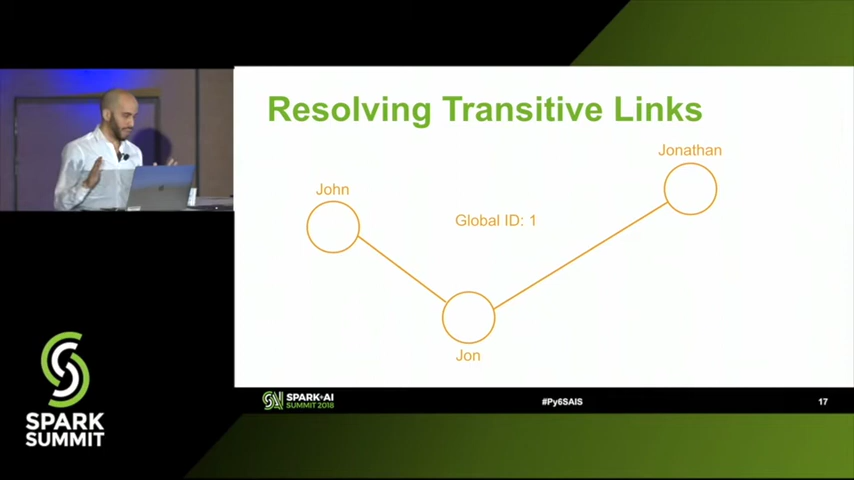 Resolving Transitive Links
Jonathan
John
Global ID: 1
Jon
SPARK
SUMMIT
SPARK+AI
SUMMIT 2018
#Py6SAIS
17